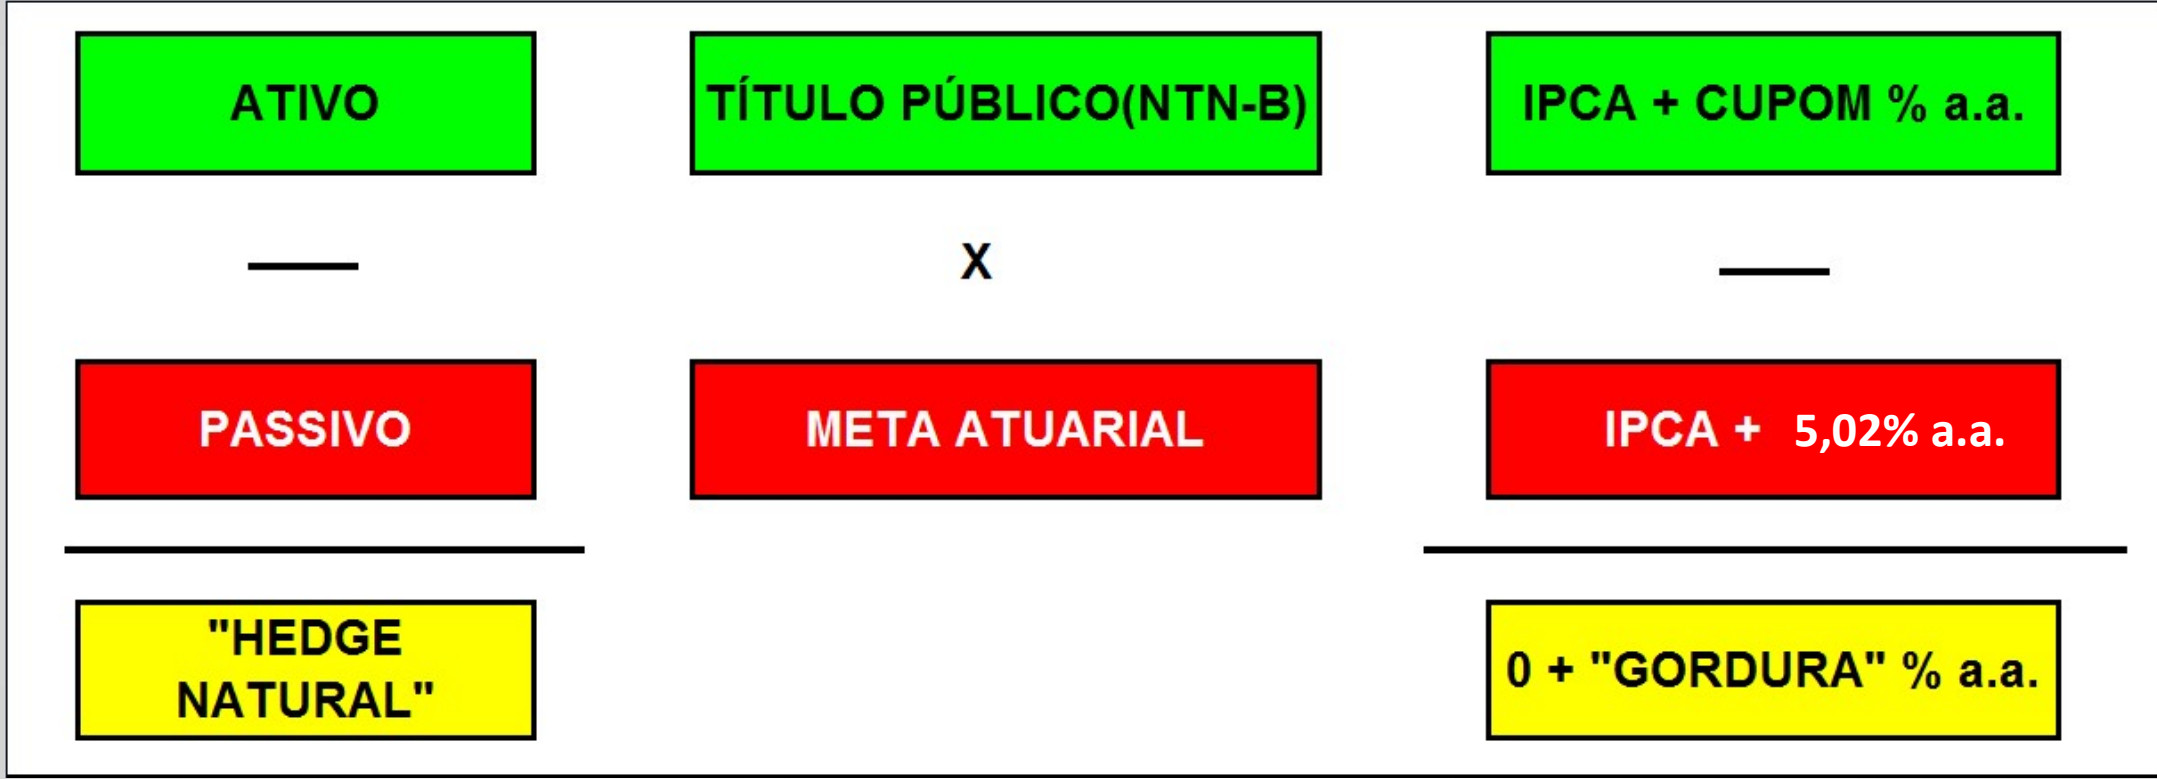 ATIVO
TÍTULO PÚBLICO(NTN-B)
IPCA + CUPOM % a.a.
X
PASSIVO
META ATUARIAL
IPCA + 5,02% a.a.
"HEDGE
NATURAL"
0 + "GORDURA" % a.a.